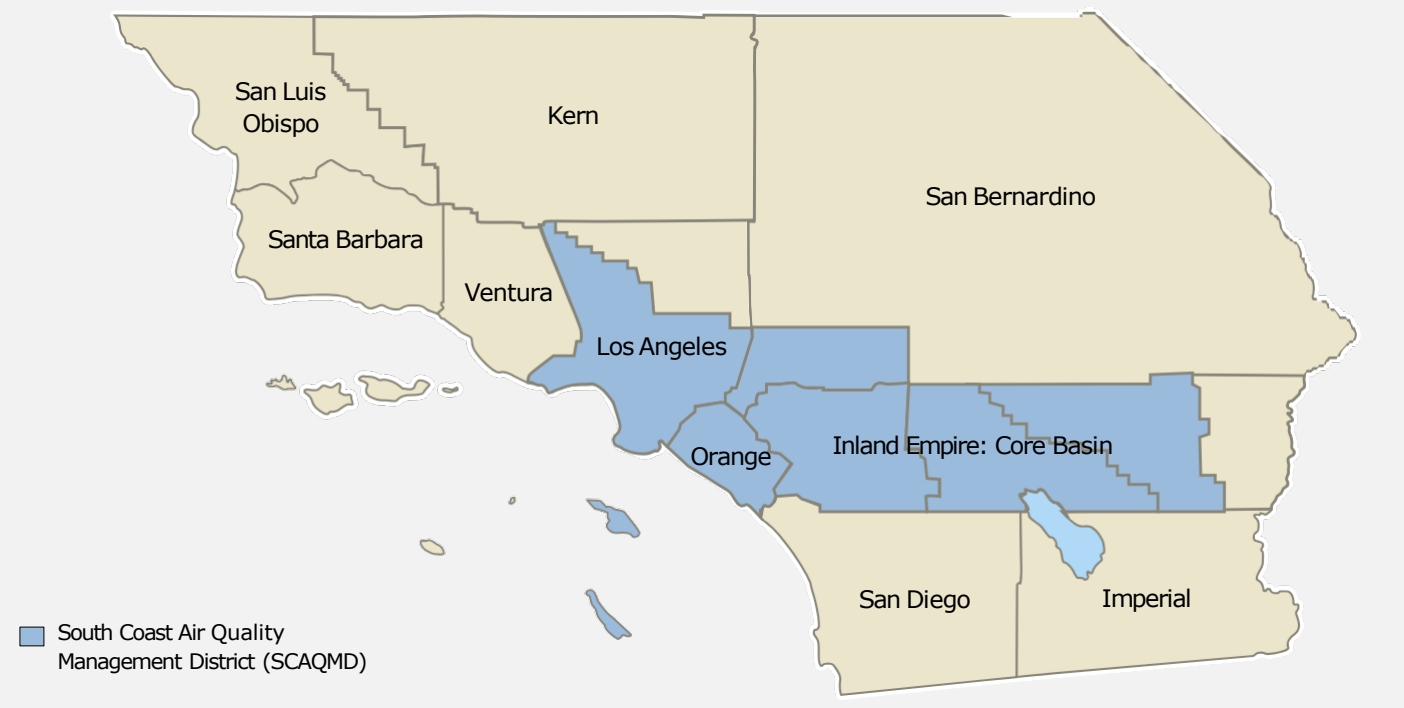 San Luis
Obispo
Kern
San Bernardino
Santa Barbara
Ventura
Los Angeles
Orange
Inland Empire: Core Basin
San Diego
Imperial
South Coast Air Quality
Management District (SCAQMD)